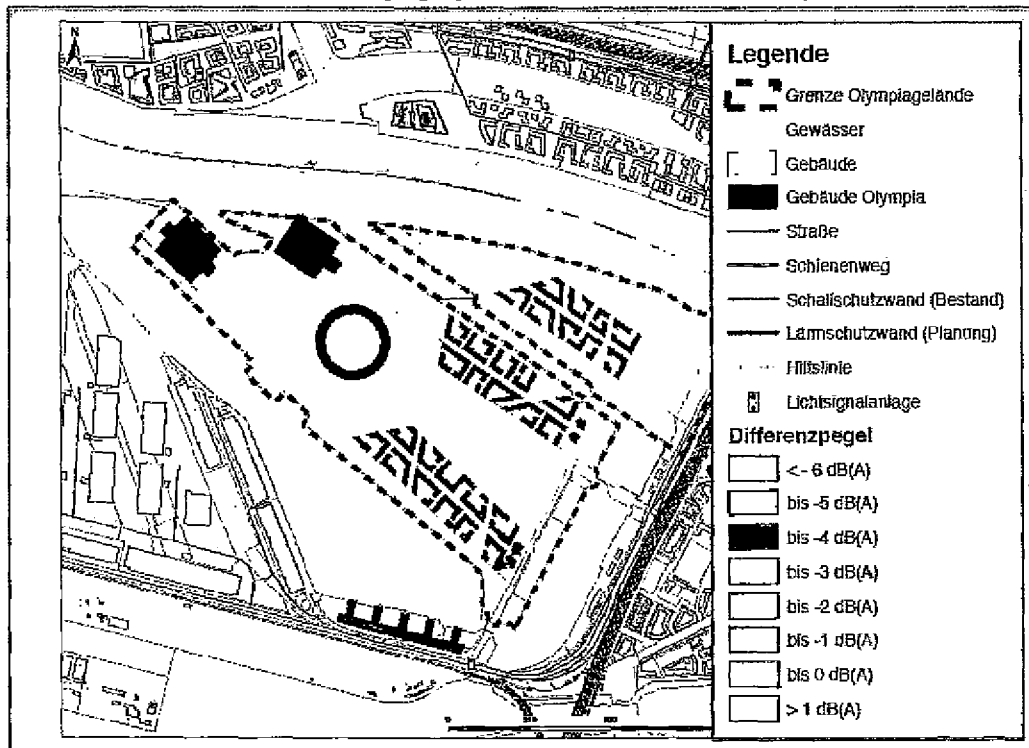 N
Legende
Grenze Olympiagelände
Gewässer
Gebäude
Gebäude Olympia
Straße
Schienenweg
Schallschutzwand (Bestand)
Lärmschutzwand (Planung)
Hilfslinie
Lichtsignalanlage
Differenzpegel
< - 6 dB(A)
bis -5 dB(A)
bis -4 dB(A)
bis -3 dB(A)
bis -2 dB(A)
bis -1 dB(A)
bis 0 dB(A)
> 1 dB(A)